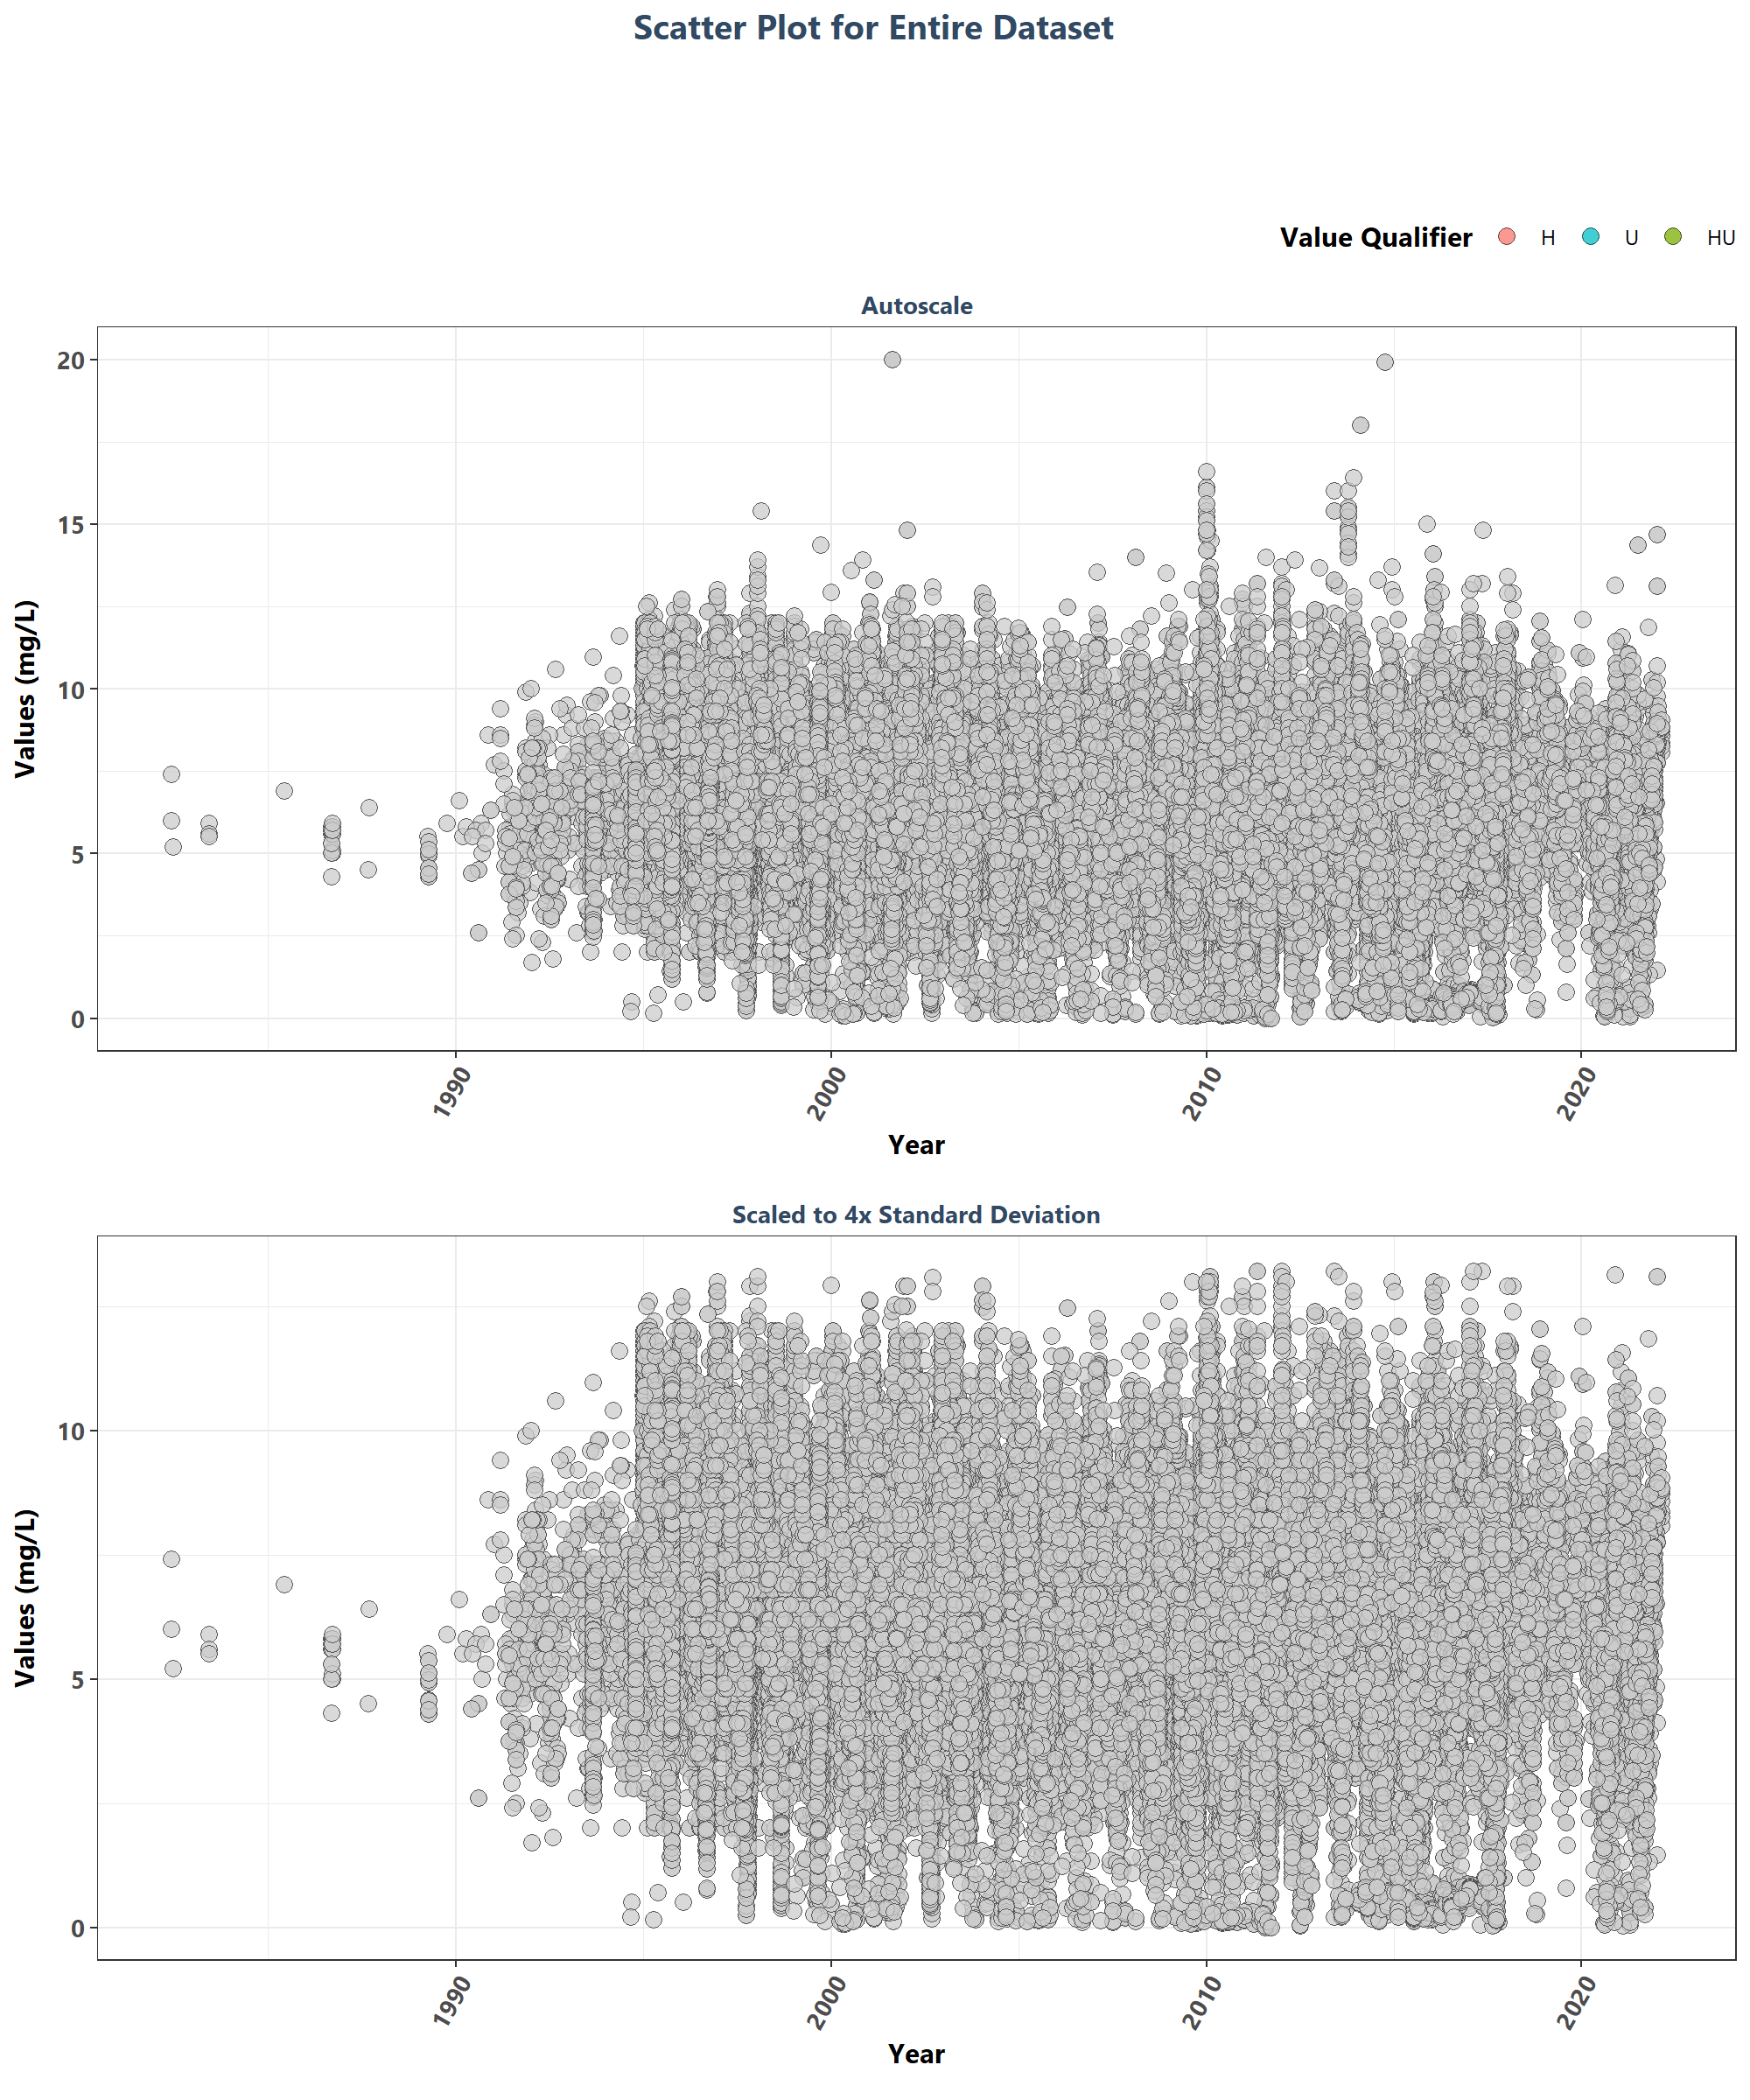 Scatter Plot for Entire Dataset
Value Qualifier H U HU
Autoscale
20
15
10
5
0
Values (mg/L)
1990 2000 2010 2020
Year
Scaled to 4x Standard Deviation
10
5
0
Values (mg/L)
1990 2000 2010 2020
Year